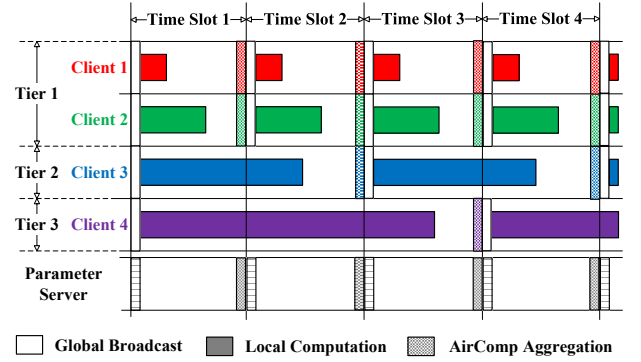 Time Slot 1 Time Slot 2 Time Slot 3 Time Slot 4
Client 1
Tier 1
Client 2
Tier 2 Client 3
Tier 3 Client 4
Parameter
Server
Global Broadcast Local Computation AirComp Aggregation